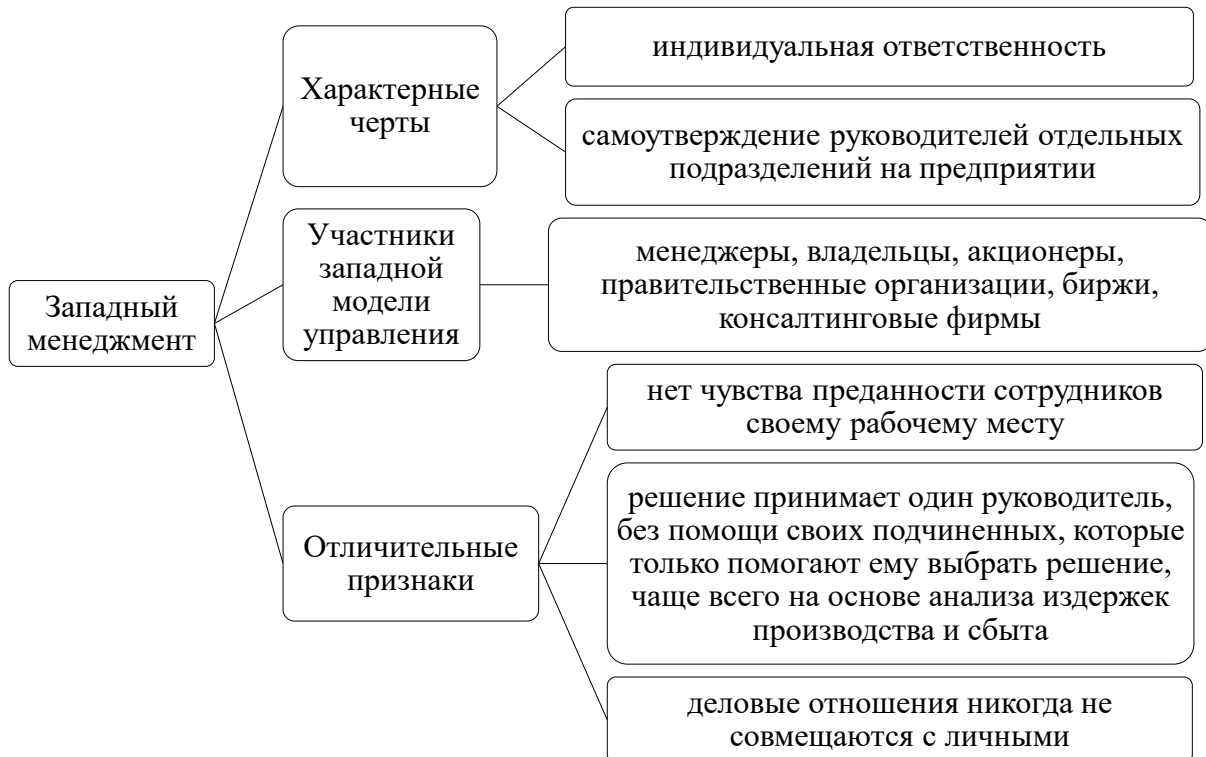 Западный
менеджмент
Характерные
черты
индивидуальная ответственность
самоутверждение руководителей отдельных
подразделений на предприятии
Участники
западной
модели
управления
менеджеры, владельцы, акционеры,
правительственные организации, биржи,
консалтинговые фирмы
Отличительные
признаки
нет чувства преданности сотрудников
своему рабочему месту
решение принимает один руководитель,
без помощи своих подчиненных, которые
только помогают ему выбрать решение,
чаще всего на основе анализа издержек
производства и сбыта
деловые отношения никогда не
совмещаются с личными